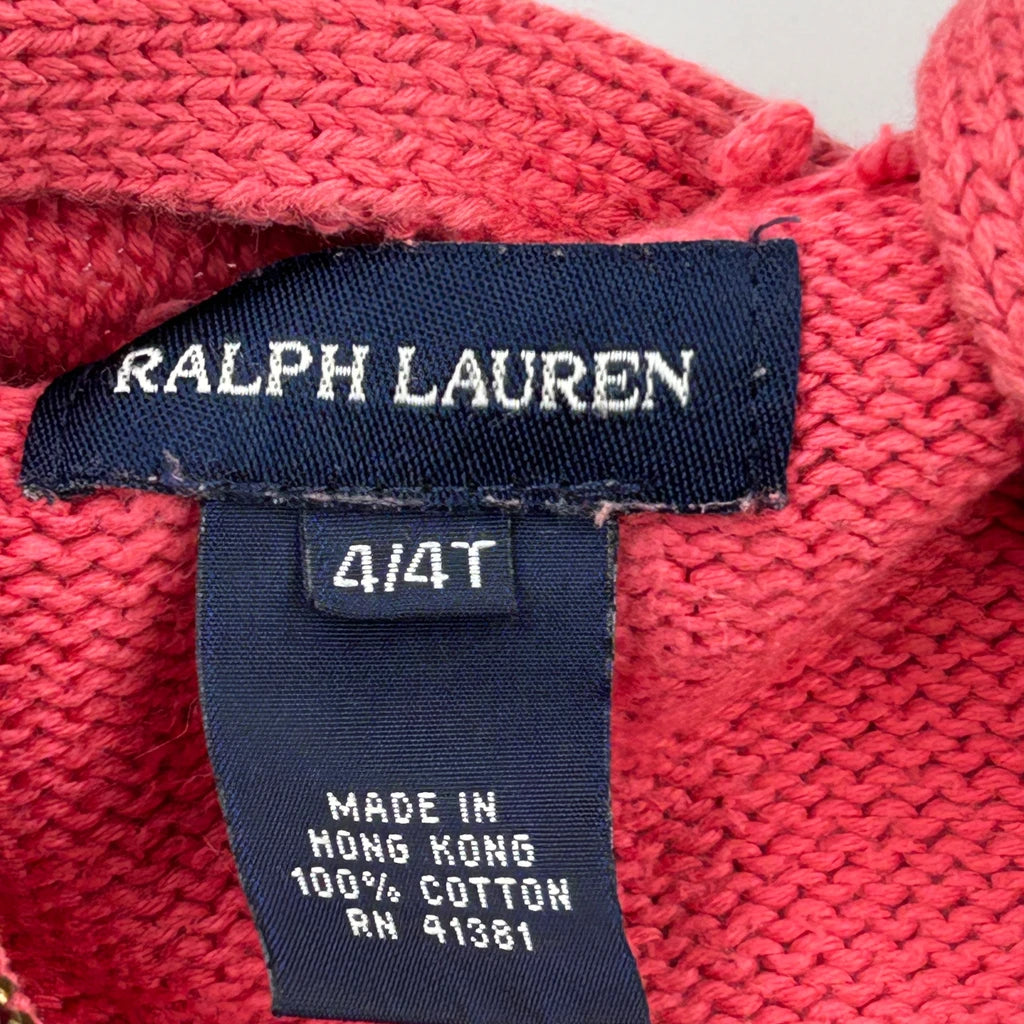 RALPH LAUREN
4/4T
MADE IN
HONG KONG
100% COTTON
RN 41381